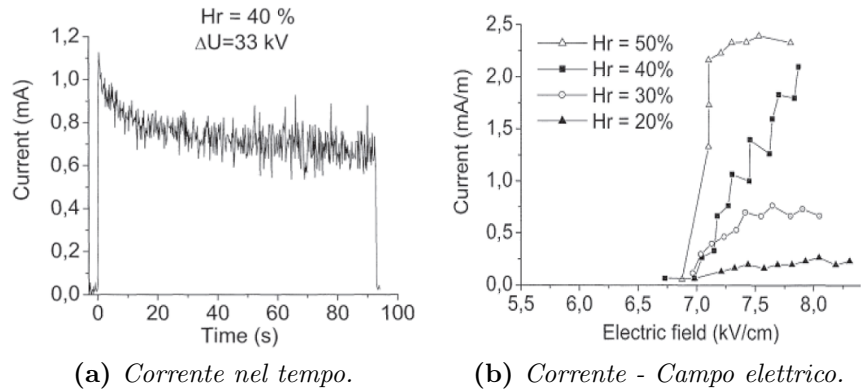 Hr = 40 %
ΔU=33 kV
Current (mA)
1,2
1,0
0,8
0,6
0,4
0,2
0,0
0 20 40 60 80 100
Time (s)
(a) Corrente nel tempo.
Current (mA/m)
2,5
2,0
1,5
1,0
0,5
0,0
Hr = 50%
Hr = 40%
Hr = 30%
Hr = 20%
5,5 6,0 6,5 7,0 7,5 8,0
Electric field (kV/cm)
(b) Corrente - Campo elettrico.